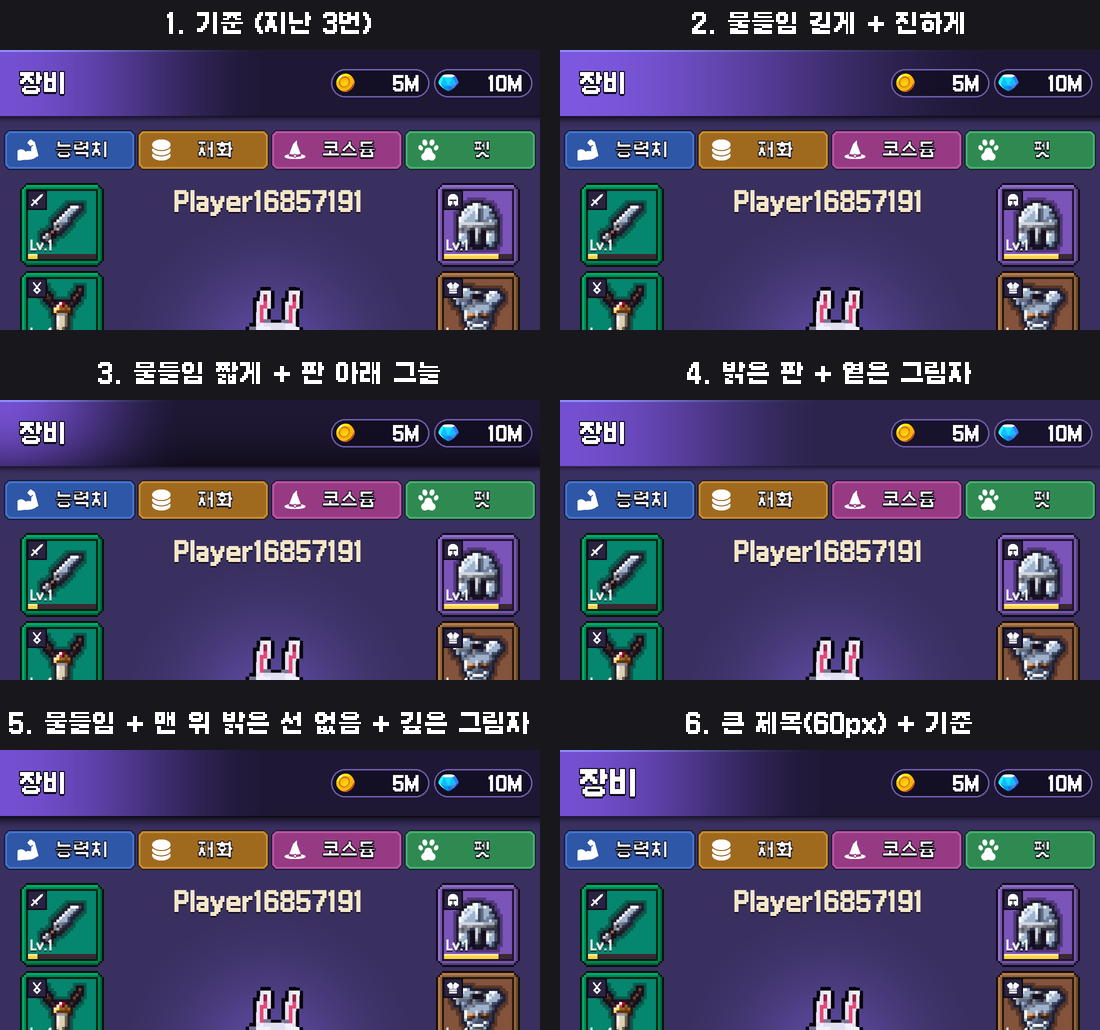 1. 기준 (지난 3번)
장비 5M 10M
능력치 재화 코스튬 펫
Player16857191
Lv.1 Lv.1
2. 물들임 길게 + 진하게
장비 5M 10M
능력치 재화 코스튬 펫
Player16857191
Lv.1 Lv.1
3. 물들임 짧게 + 판 아래 그늘
장비 5M 10M
능력치 재화 코스튬 펫
Player16857191
Lv.1 Lv.1
4. 밝은 판 + 옅은 그림자
장비 5M 10M
능력치 재화 코스튬 펫
Player16857191
Lv.1 Lv.1
5. 물들임 + 맨 위 밝은 선 없음 + 깊은 그림자
장비 5M 10M
능력치 재화 코스튬 펫
Player16857191
Lv.1 Lv.1
6. 큰 제목(60px) + 기준
장비 5M 10M
능력치 재화 코스튬 펫
Player16857191
Lv.1 Lv.1